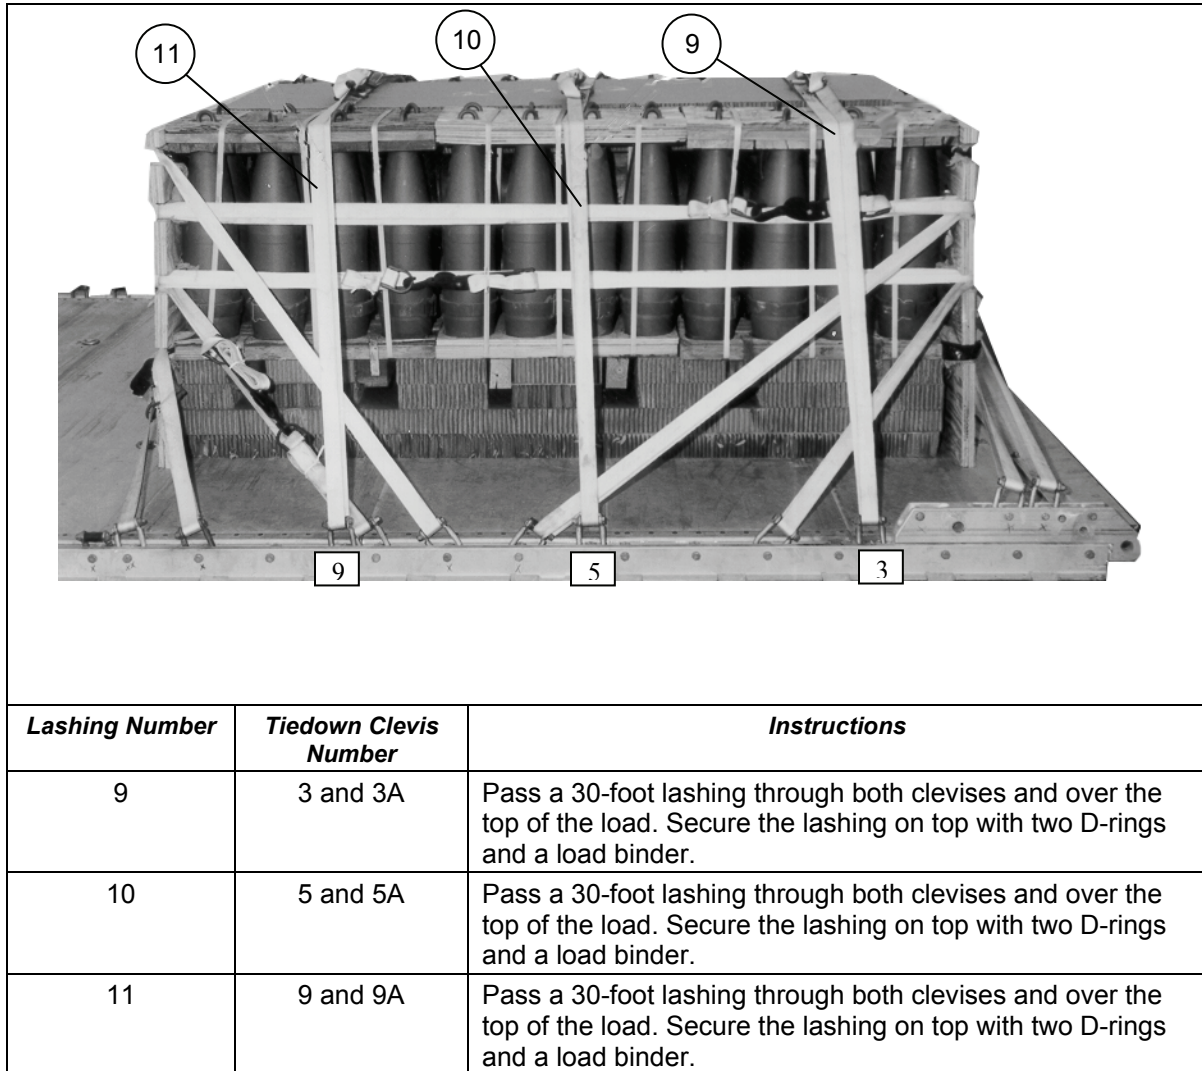 11
10
9
9
5
3
Lashing Number
Tiedown Clevis
Number
Instructions
9
3 and 3A
Pass a 30-foot lashing through both clevises and over the
top of the load. Secure the lashing on top with two D-rings
and a load binder.
10
5 and 5A
Pass a 30-foot lashing through both clevises and over the
top of the load. Secure the lashing on top with two D-rings
and a load binder.
11
9 and 9A
Pass a 30-foot lashing through both clevises and over the
top of the load. Secure the lashing on top with two D-rings
and a load binder.